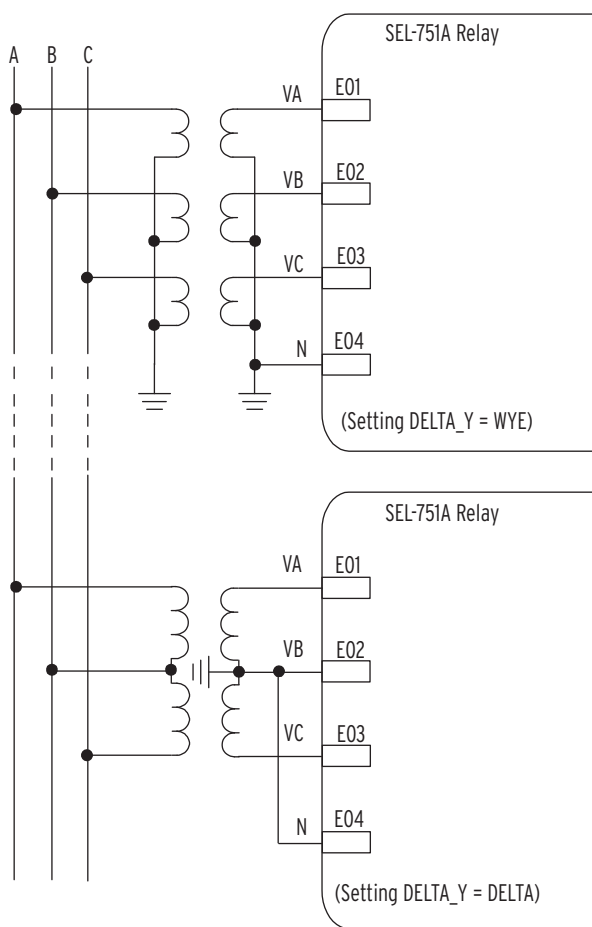 SEL-751A Relay
A B C
VA E01
VB E02
VC E03
N E04
(Setting DELTA_Y = WYE)
SEL-751A Relay
VA E01
VB E02
VC E03
N E04
(Setting DELTA_Y = DELTA)